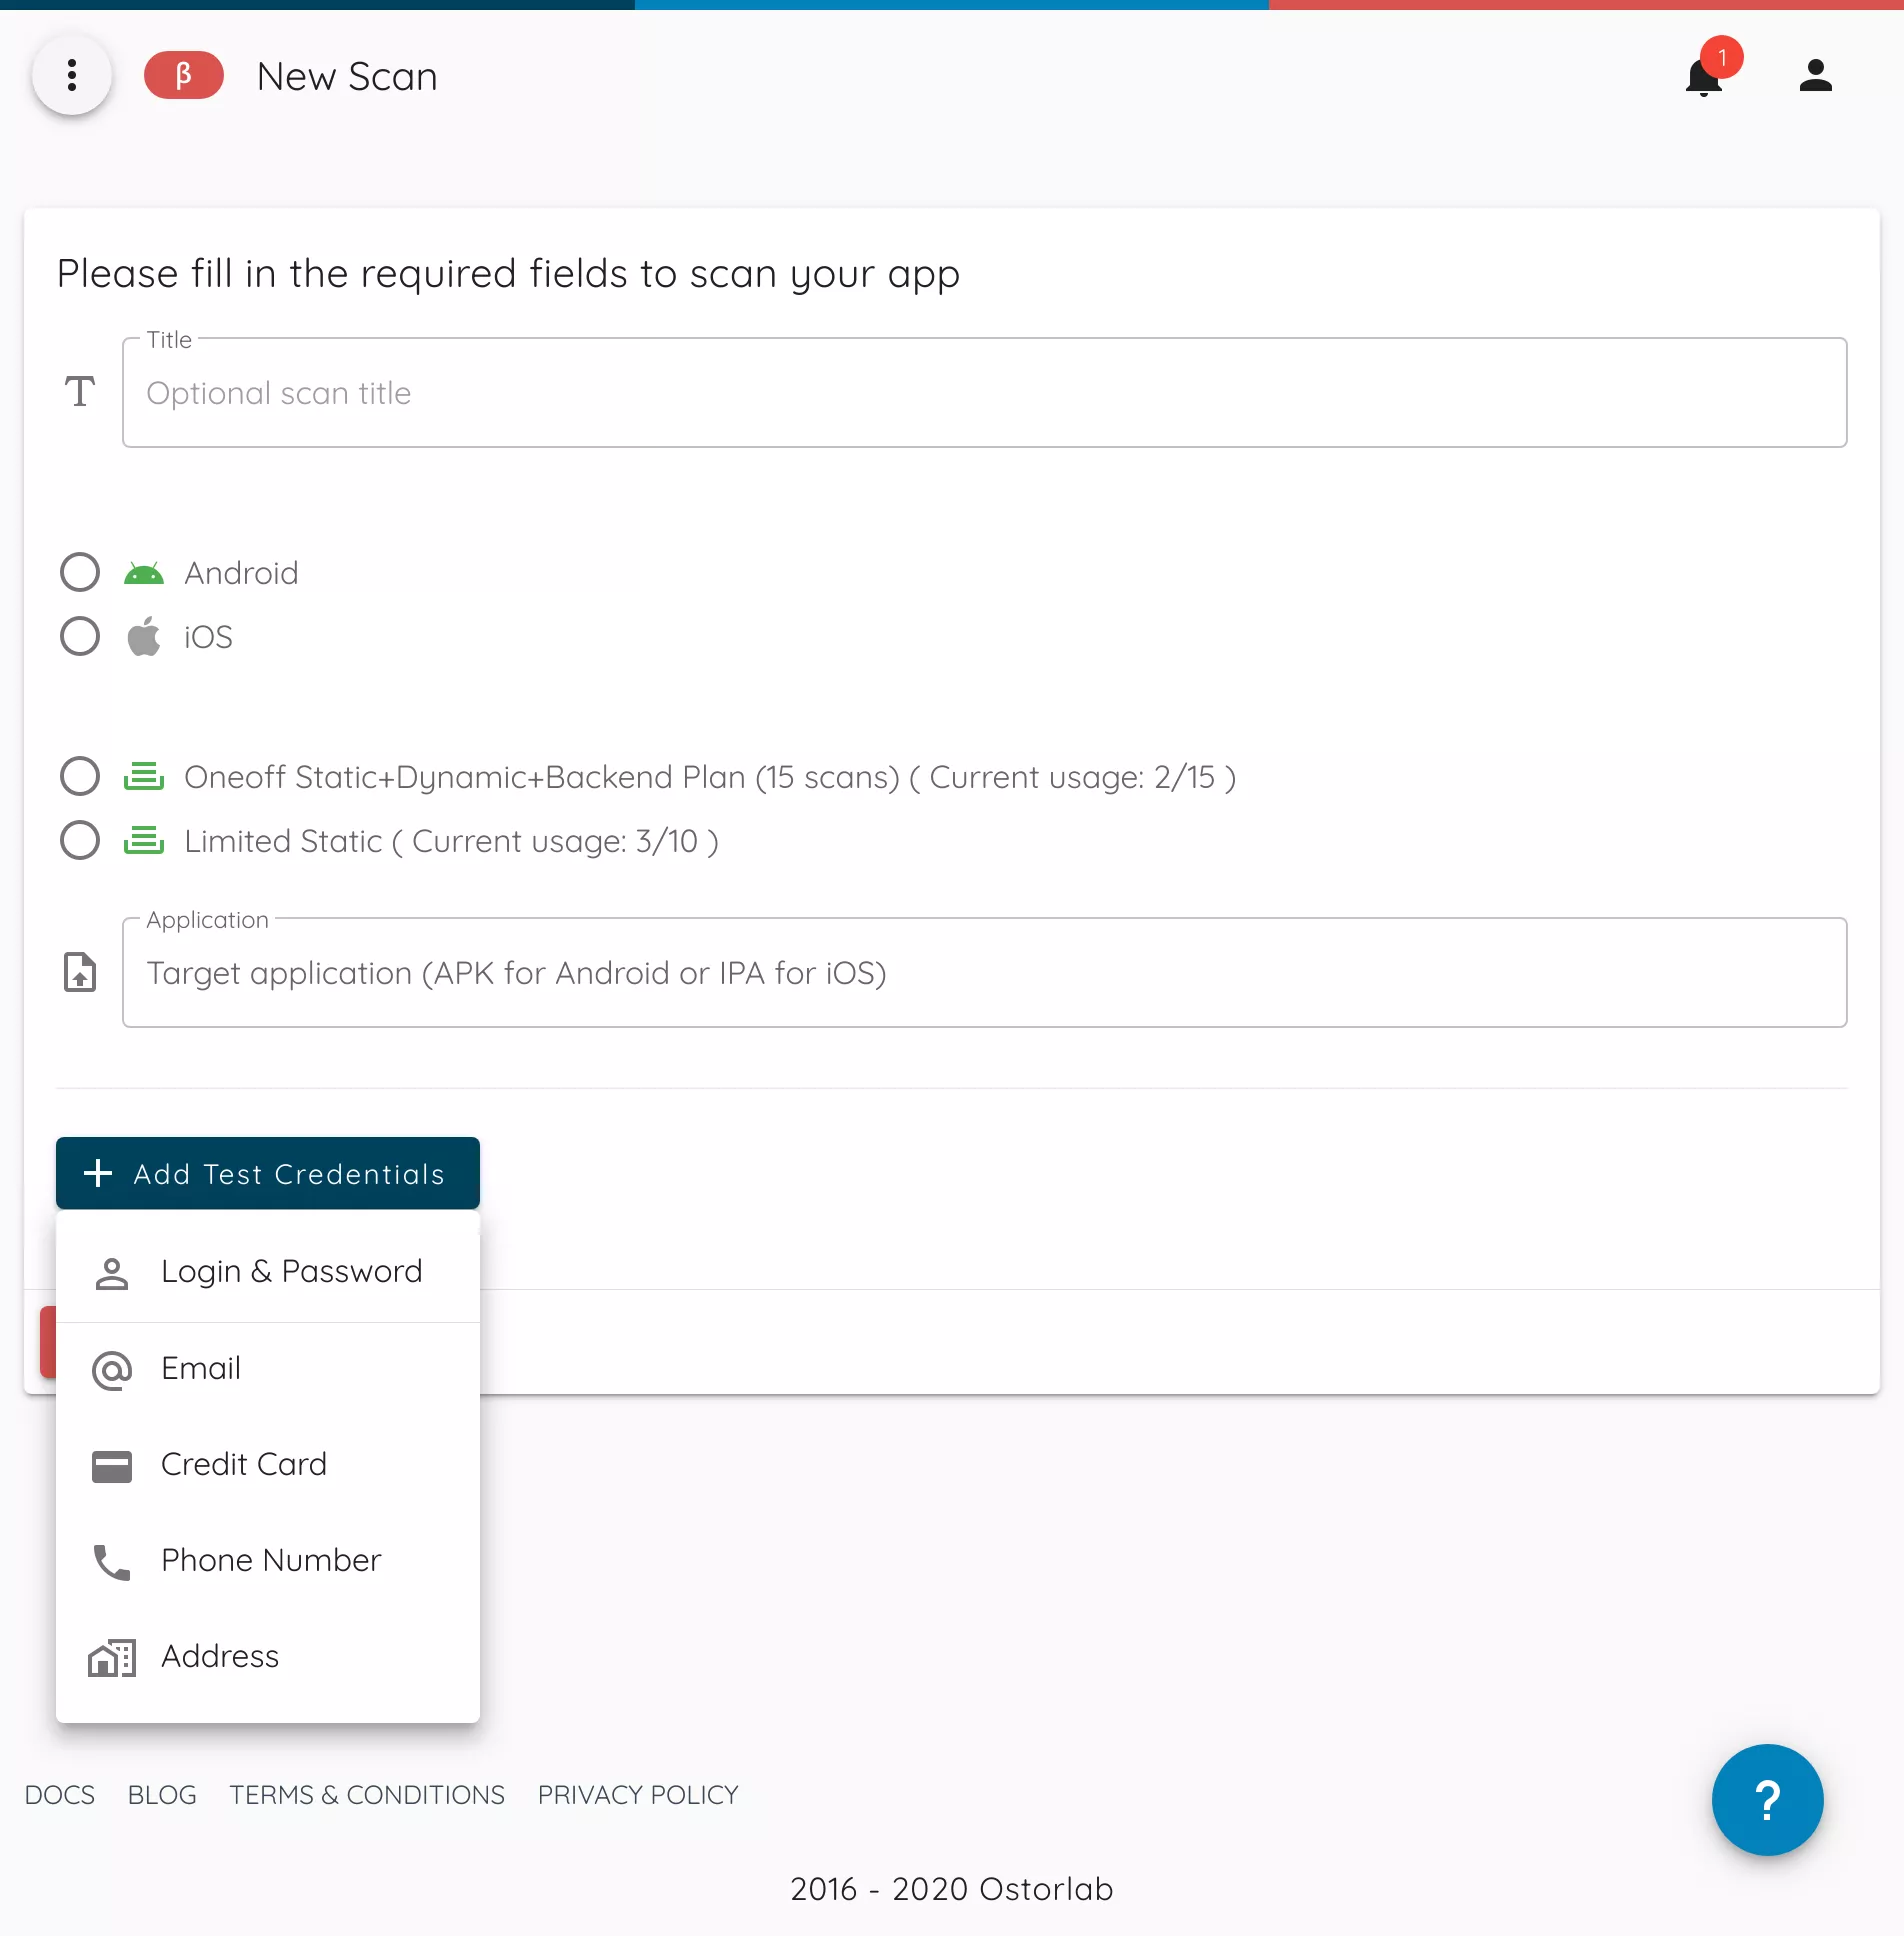 β New Scan 1
Please fill in the required fields to scan your app
Title
Optional scan title
Android
iOS
Oneoff Static+Dynamic+Backend Plan (15 scans) ( Current usage: 2/15 )
Limited Static ( Current usage: 3/10 )
Application
Target application (APK for Android or IPA for iOS)
Add Test Credentials
Login & Password
Email
Credit Card
Phone Number
Address
DOCS BLOG TERMS & CONDITIONS PRIVACY POLICY
?
2016 - 2020 Ostorlab